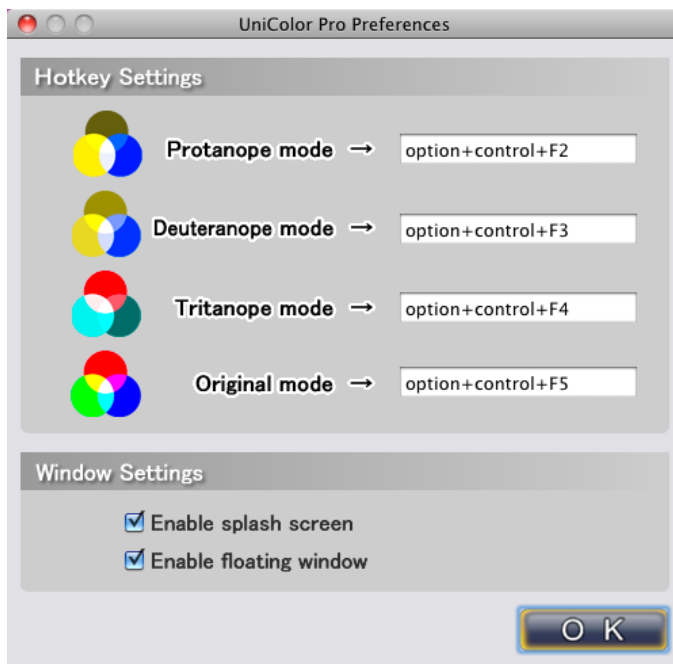 UniColor Pro Preferences
Hotkey Settings
Protanope mode → option+control+F2
Deuteranope mode → option+control+F3
Tritanope mode → option+control+F4
Original mode → option+control+F5
Window Settings
Enable splash screen
Enable floating window
OK